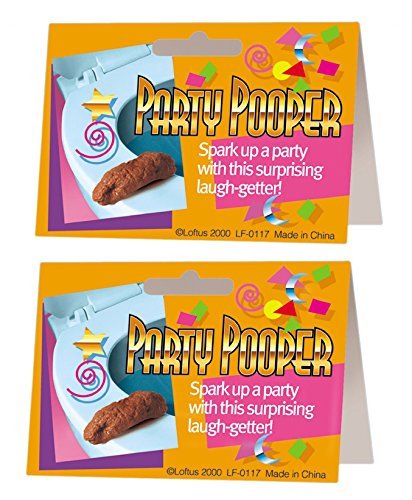 PARTY POOPER
Spark up a party
with this surprising
laugh-getter!
©Loftus 2000 LF-0117 Made in China
PARTY POOPER
Spark up a party
with this surprising
laugh-getter!
©Loftus 2000 LF-0117 Made in China